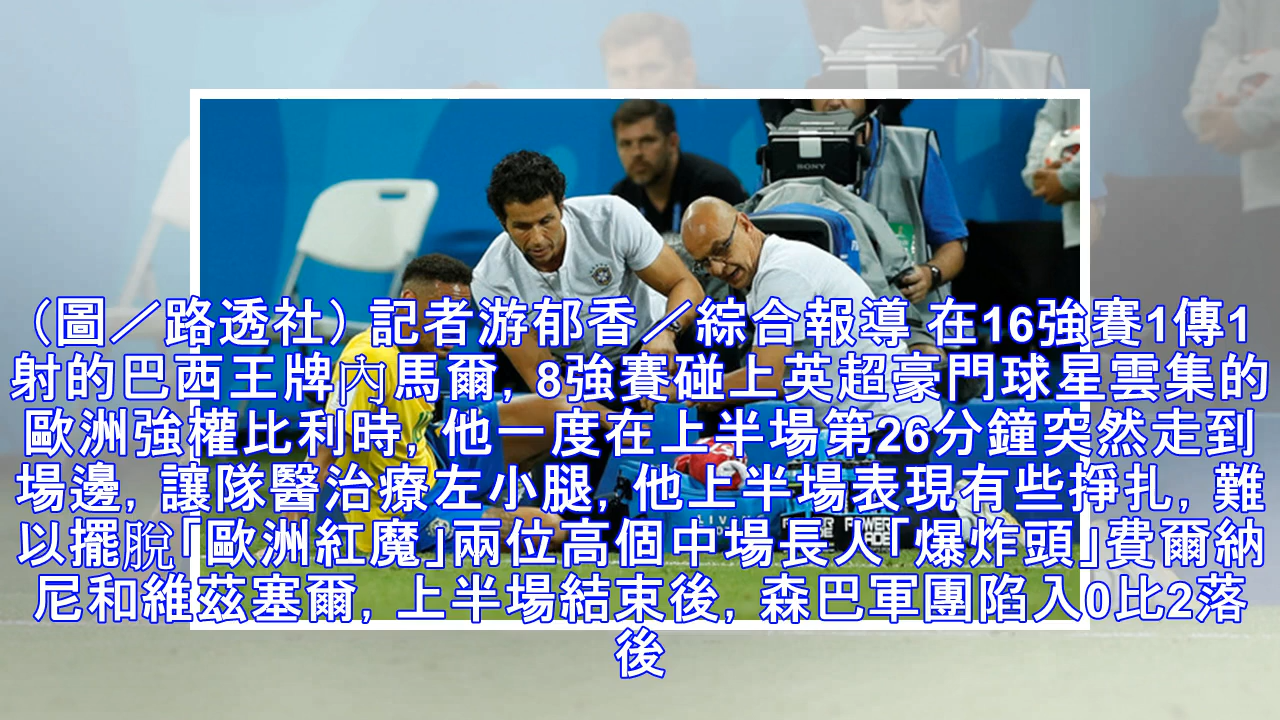 （圖／路透社）記者游郁香／綜合報導 在16強賽1傳1
射的巴西王牌內馬爾, 8強賽碰上英超豪門球星雲集的
歐洲強權比利時, 他一度在上半場第26分鐘突然走到
場邊, 讓隊醫治療左小腿, 他上半場表現有些掙扎, 難
以擺脫「歐洲紅魔」兩位高個中場長人「爆炸頭」費爾納
尼和維茲塞爾, 上半場結束後, 森巴軍團陷入0比2落
後
SONY